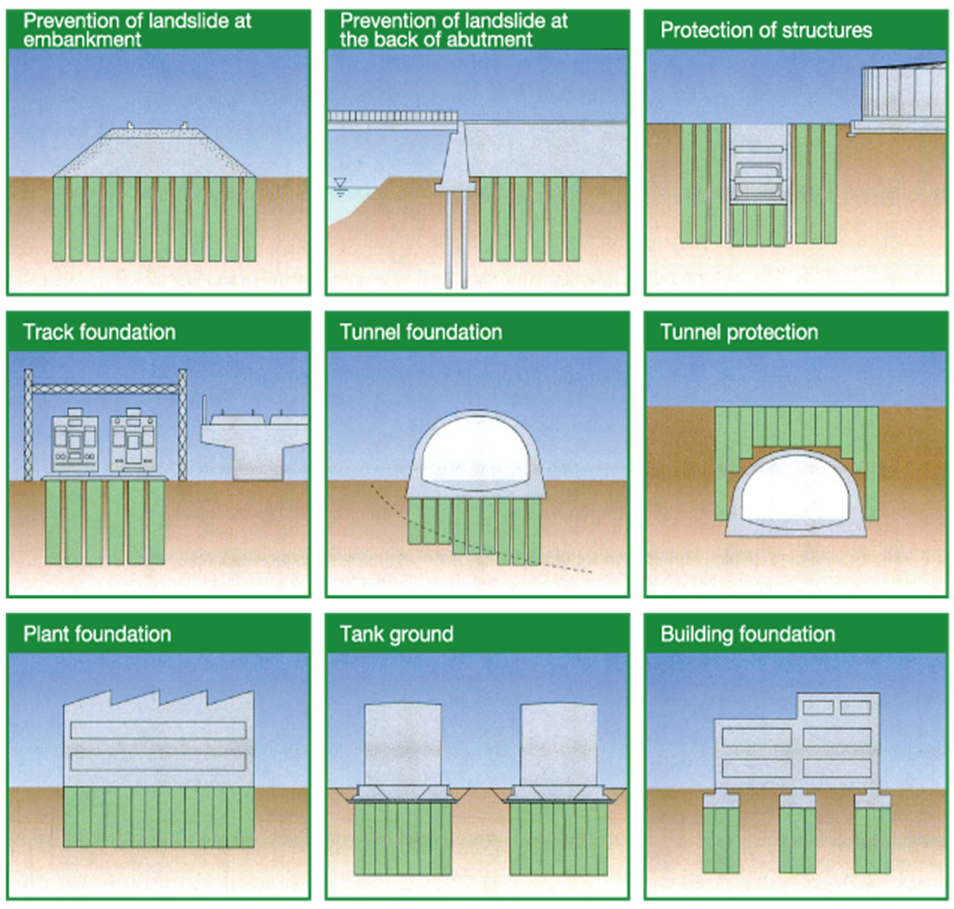 Prevention of landslide at
embankment
Prevention of landslide at
the back of abutment
Protection of structures
Track foundation
Tunnel foundation
Tunnel protection
Plant foundation
Tank ground
Building foundation